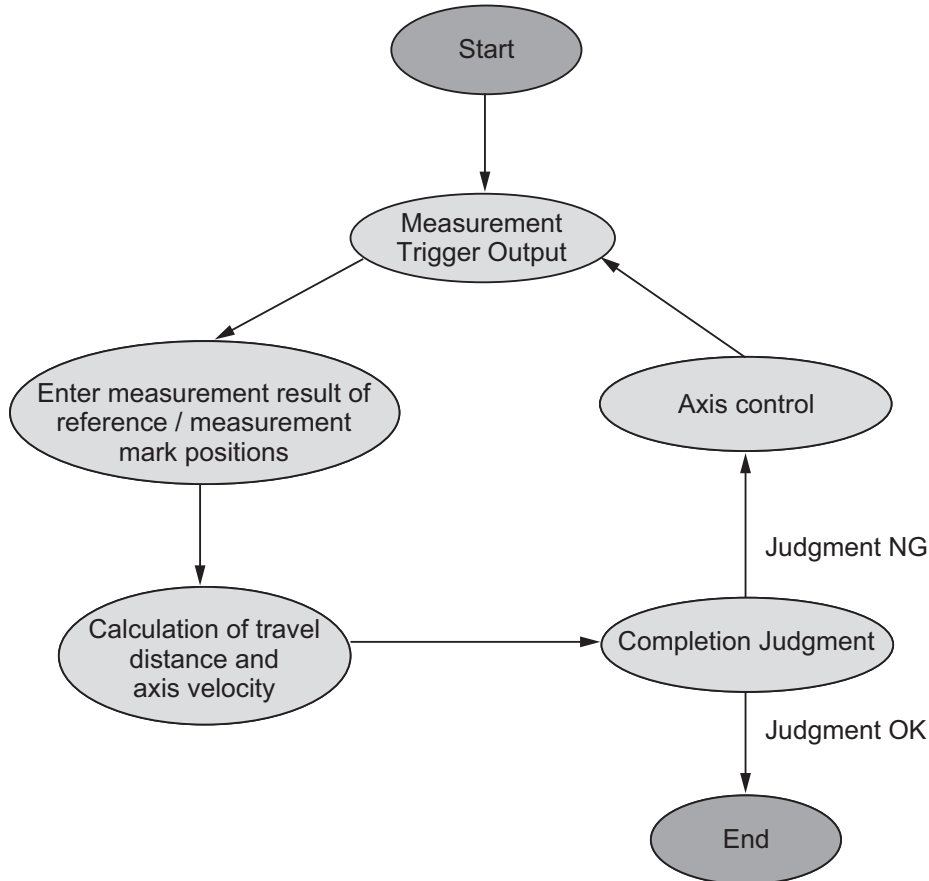 Start
Measurement
Trigger Output
Enter measurement result of
reference / measurement
mark positions
Axis control
Judgment NG
Calculation of travel
distance and
axis velocity
Completion Judgment
Judgment OK
End